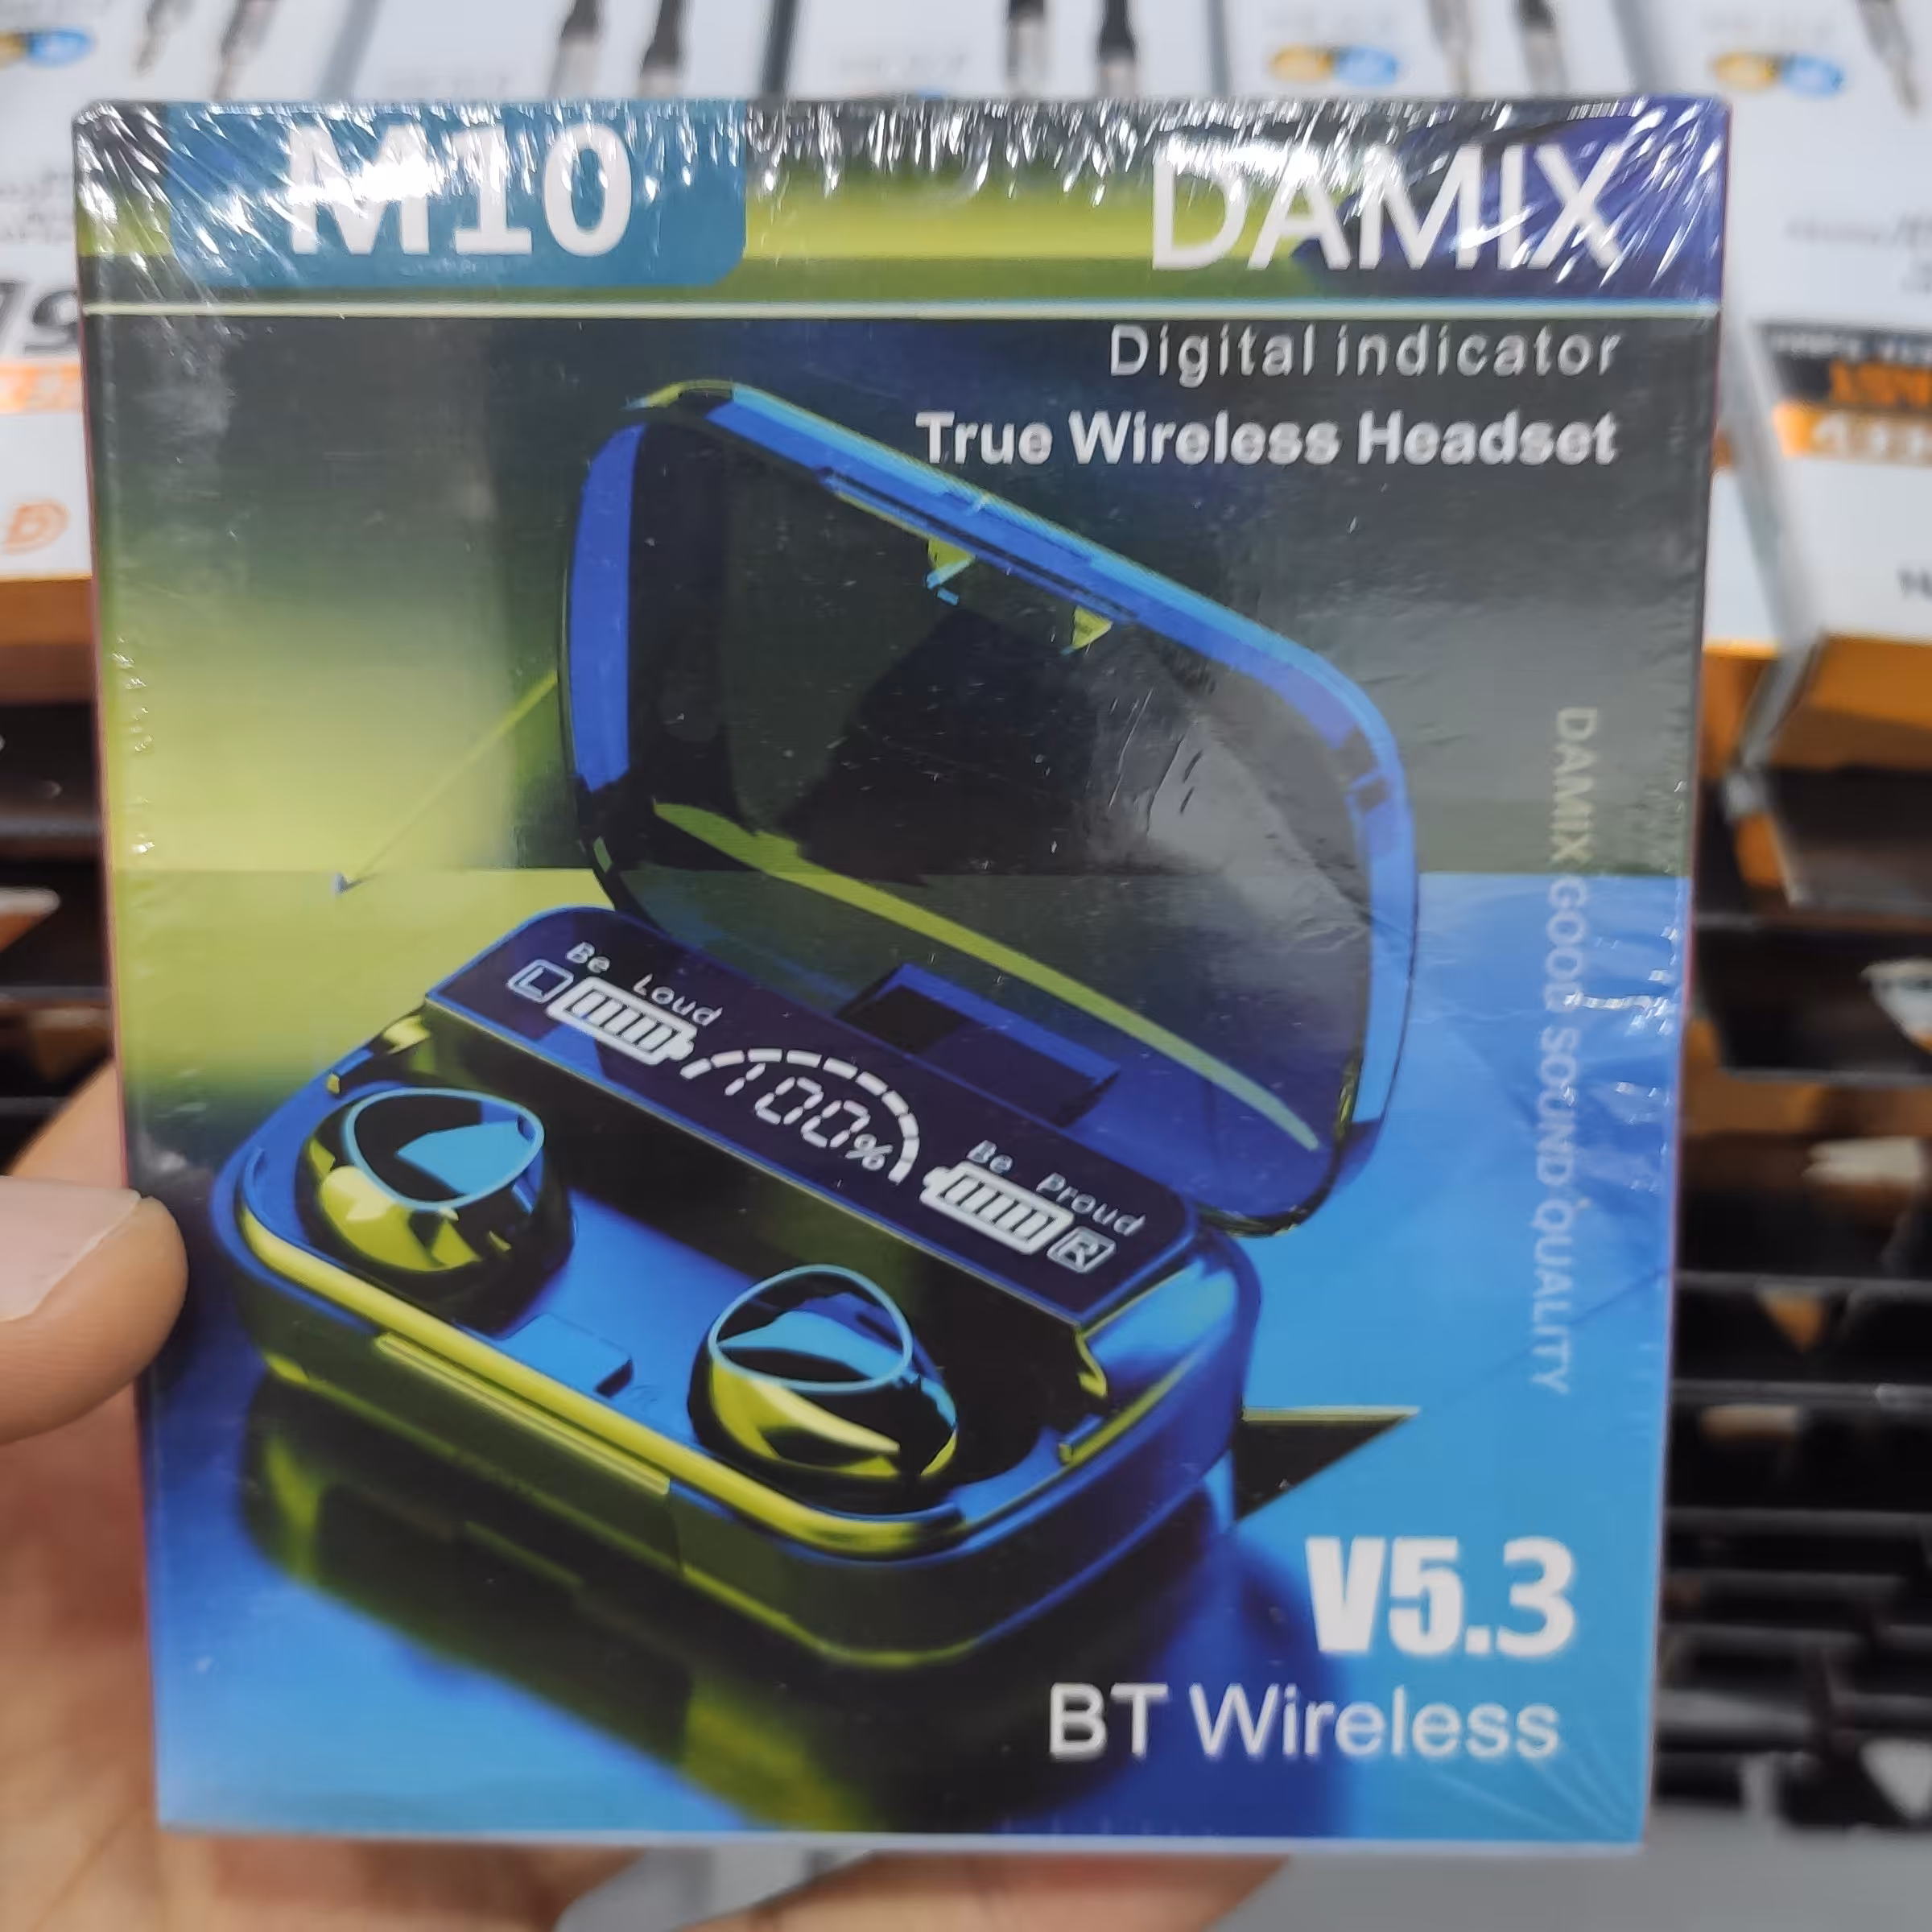 M10
DAMIX
Digital indicator
True Wireless Headset
DAMIX GOOD SOUND QUALITY
Be Loud
L
100%
Be Proud
R
V5.3
BT Wireless